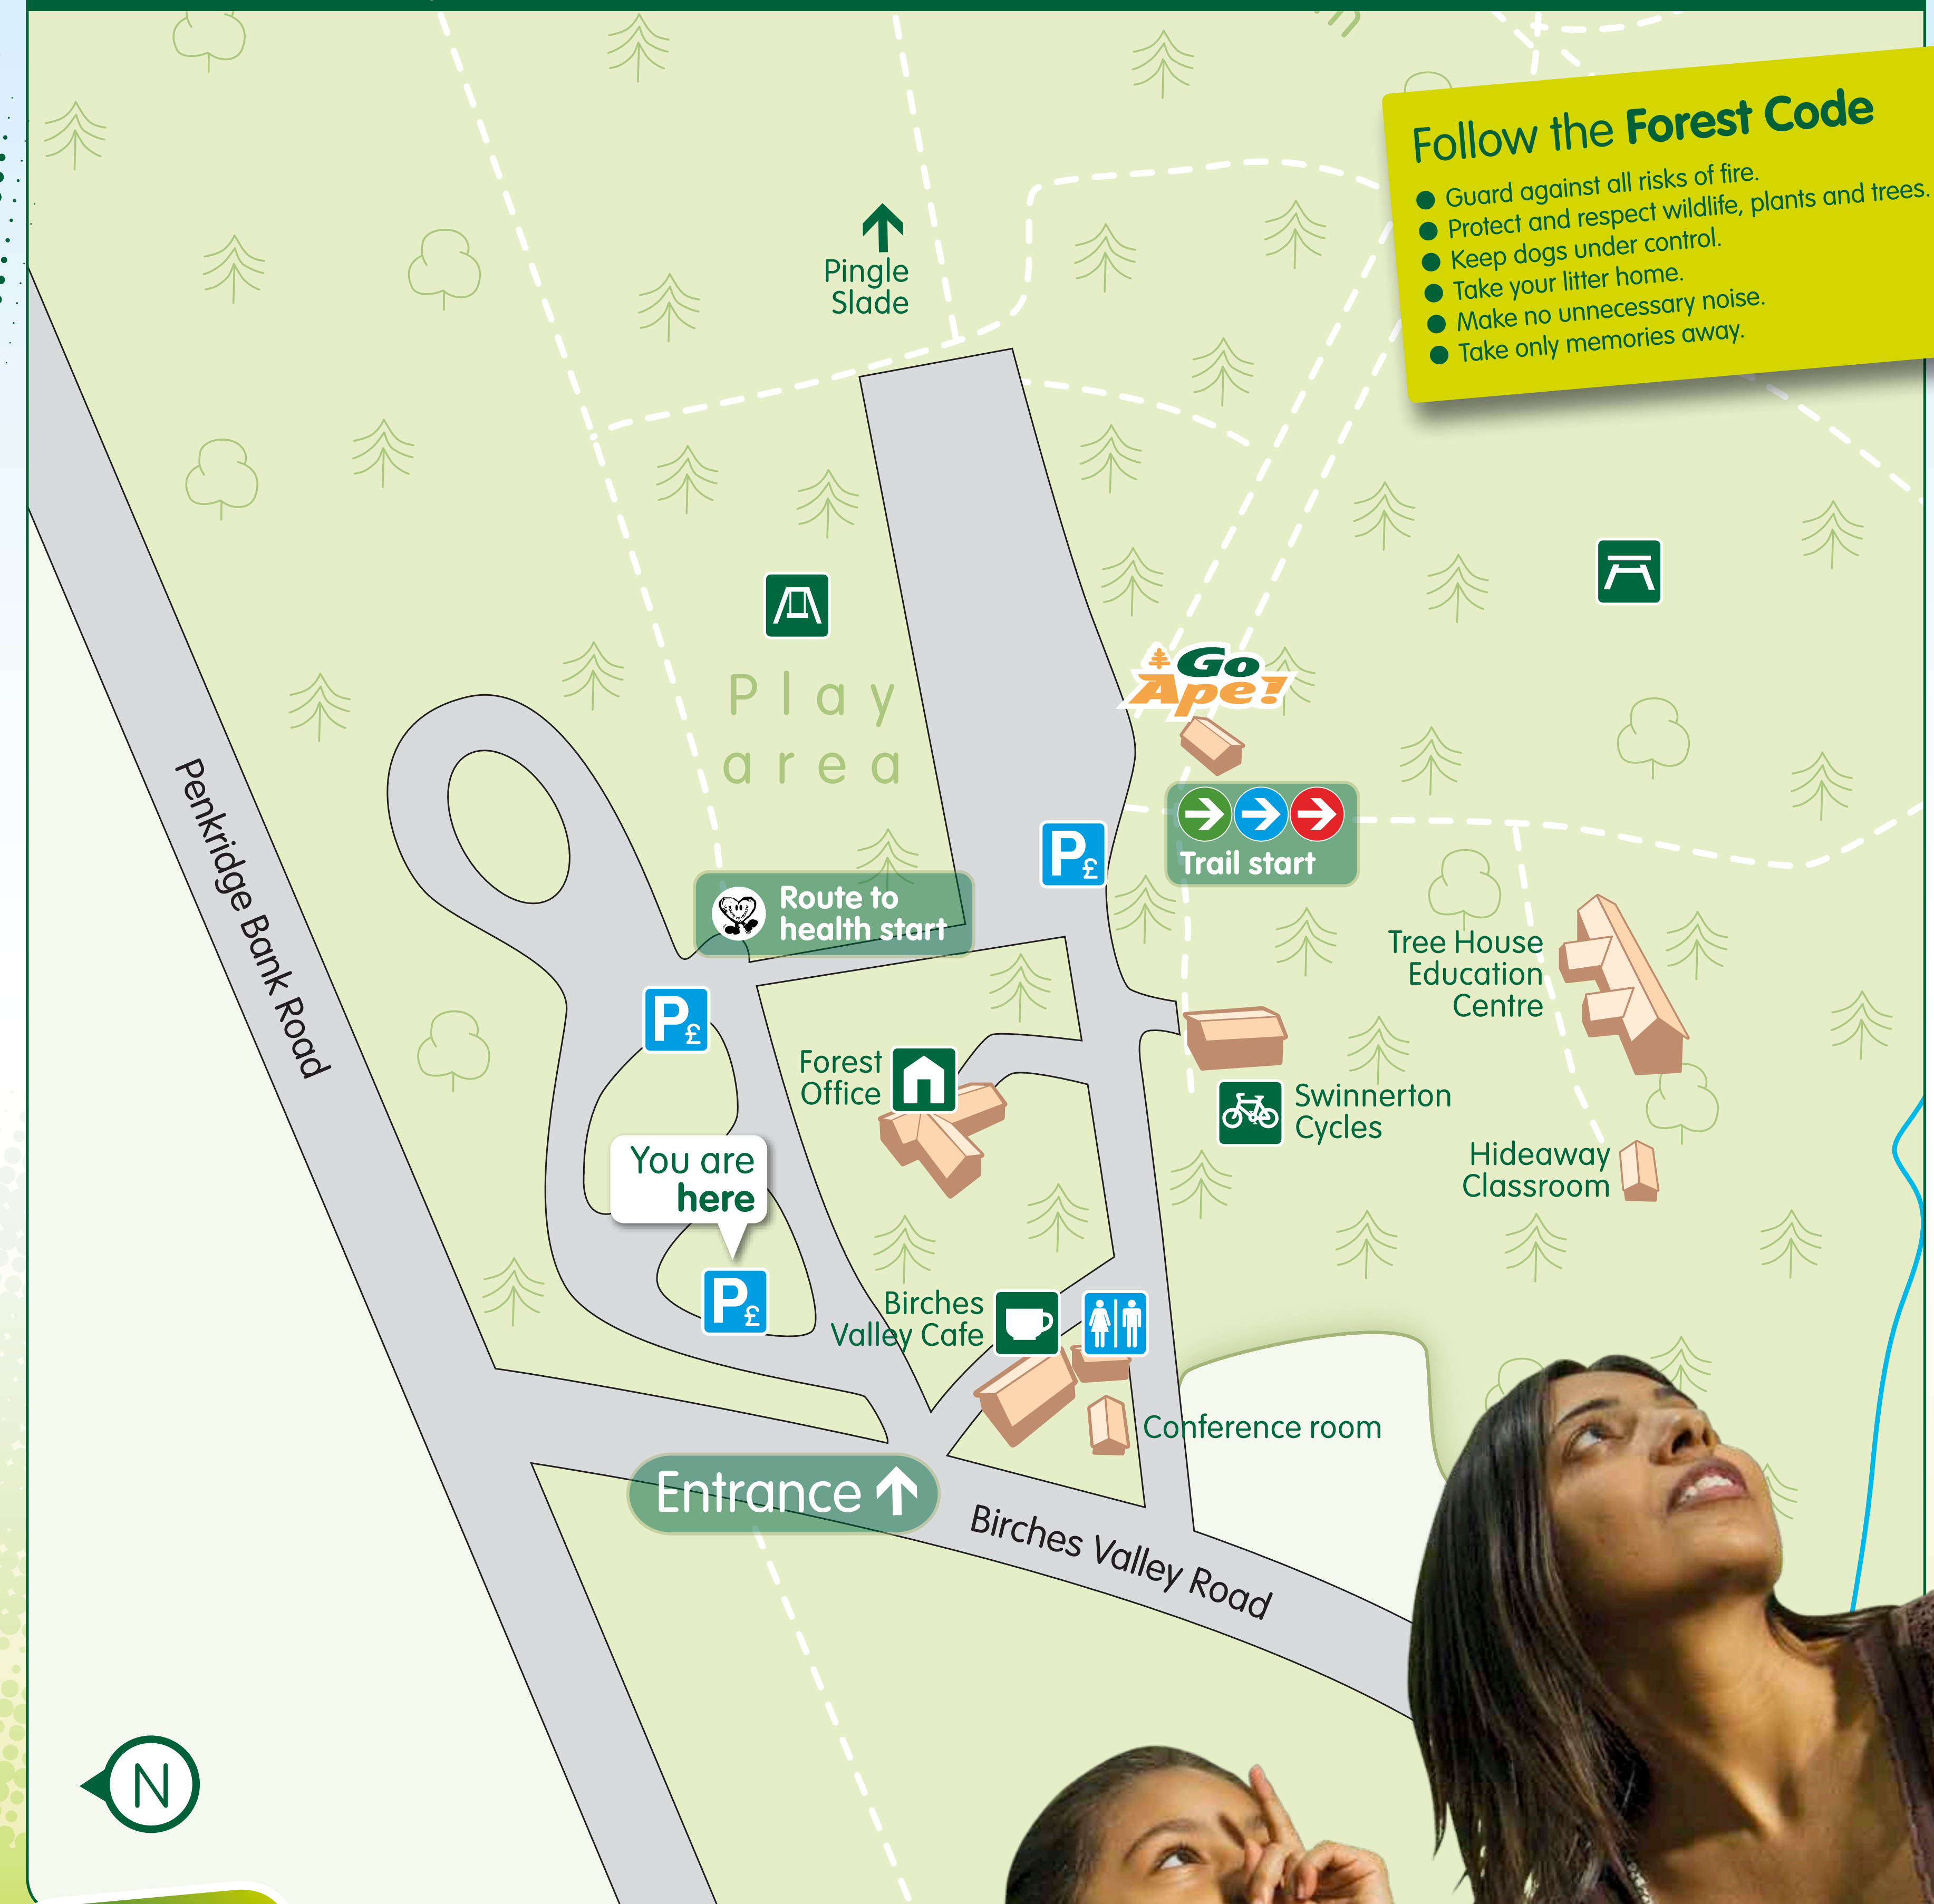 Follow the Forest Code
Guard against all risks of fire.
Protect and respect wildlife, plants and trees.
Keep dogs under control.
Take your litter home.
Make no unnecessary noise.
Take only memories away.
Pingle
Slade
Go
Ape!
Play
area
P£
Trail start
Route to
health start
Penkridge Bank Road
Tree House
Education
Centre
P£
Forest
Office
Swinnerton
Cycles
You are
here
Hideaway
Classroom
P£
Birches
Valley Cafe
Conference room
Entrance
Birches Valley Road
N